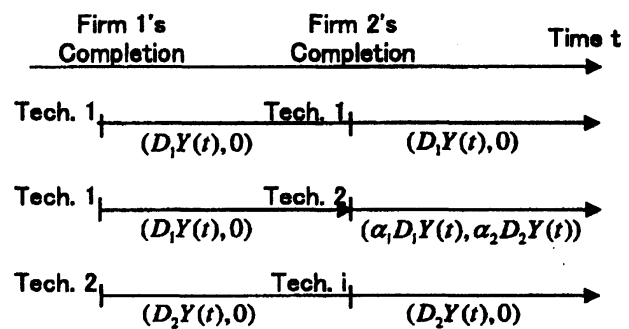 Firm 1's Completion
Firm 2's Completion
Time t
Tech. 1
Tech. 1
(D₁Y(t),0)
(D₁Y(t),0)
Tech. 1
Tech. 2
(D₁Y(t),0)
(α₁D₁Y(t),α₂D₂Y(t))
Tech. 2
Tech. i
(D₂Y(t),0)
(D₂Y(t),0)